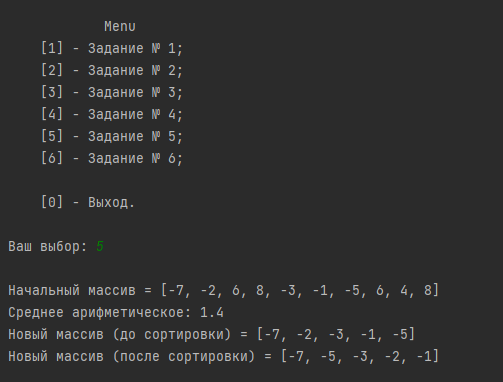 Menu
[1] - Задание № 1;
[2] - Задание № 2;
[3] - Задание № 3;
[4] - Задание № 4;
[5] - Задание № 5;
[6] - Задание № 6;
[0] - Выход.
Ваш выбор: 5
Начальный массив = [-7, -2, 6, 8, -3, -1, -5, 6, 4, 8]
Среднее арифметическое: 1.4
Новый массив (до сортировки) = [-7, -2, -3, -1, -5]
Новый массив (после сортировки) = [-7, -5, -3, -2, -1]